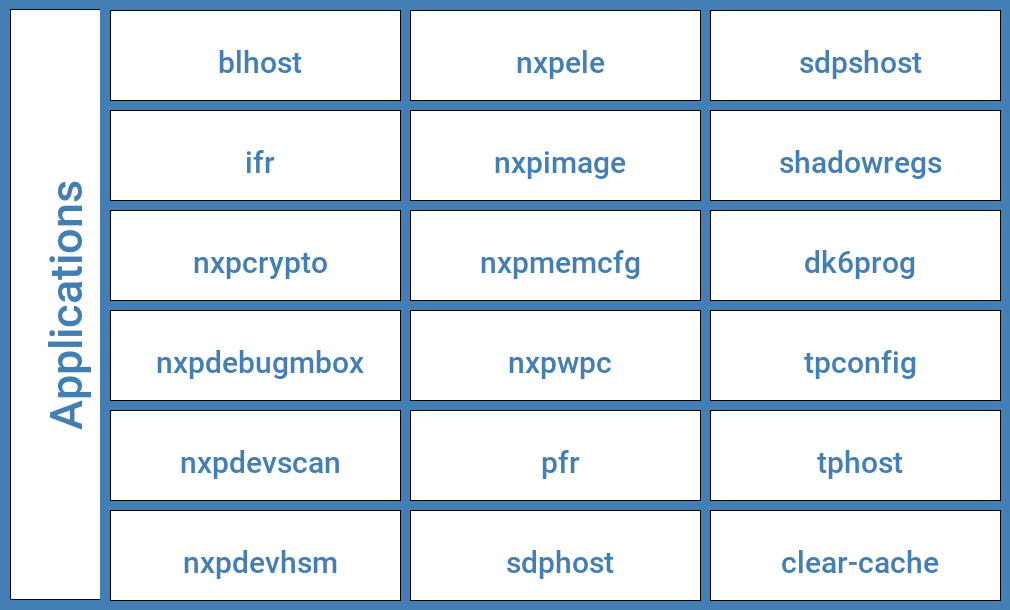 Applications
blhost
nxpele
sdpshost
ifr
nxpimage
shadowregs
nxpcrypto
nxpmemcfg
dk6prog
nxpdebugmbox
nxpwpc
tpconfig
nxpdevscan
pfr
tphost
nxpdevhsm
sdphost
clear-cache